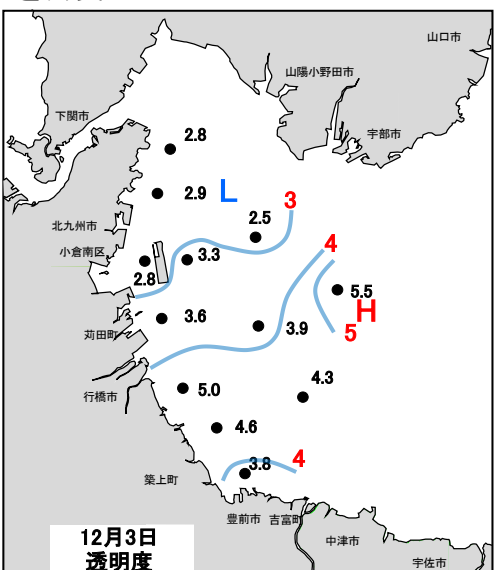 山口市
山陽小野田市
下関市
宇部市
2.8
2.9
L
3
2.5
北九州市
小倉南区
4
3.3
2.8
5.5
H
3.6
3.9
5
苅田町
4.3
5.0
行橋市
4.6
4
3.8
築上町
豊前市
吉富町
12月3日
透明度
中津市
宇佐市